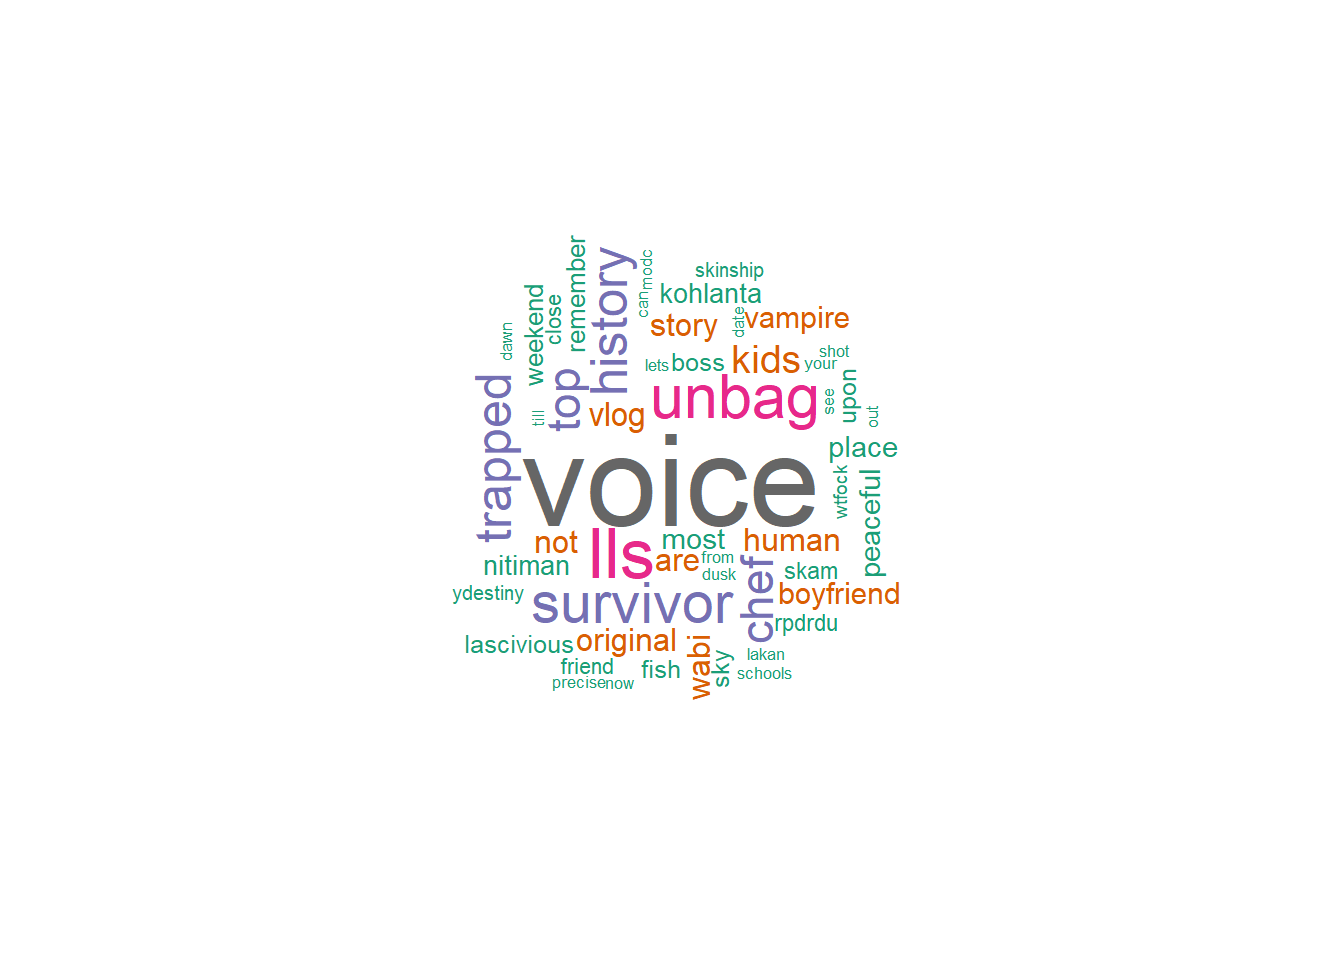 skinship
can
modc
kohlanta
remember
history
weekend
close
story
date
vampire
dawn
lets
boss
kids
shot
your
top
vlog
unbag
see
upon
out
till
trapped
voice
place
wtfock
peaceful
not
lls
most
are
human
from
dusk
nitiman
skam
chef
ydestiny
survivor
boyfriend
rpdrdu
lascivious
original
wabi
sky
lakan
schools
friend
fish
precise
now